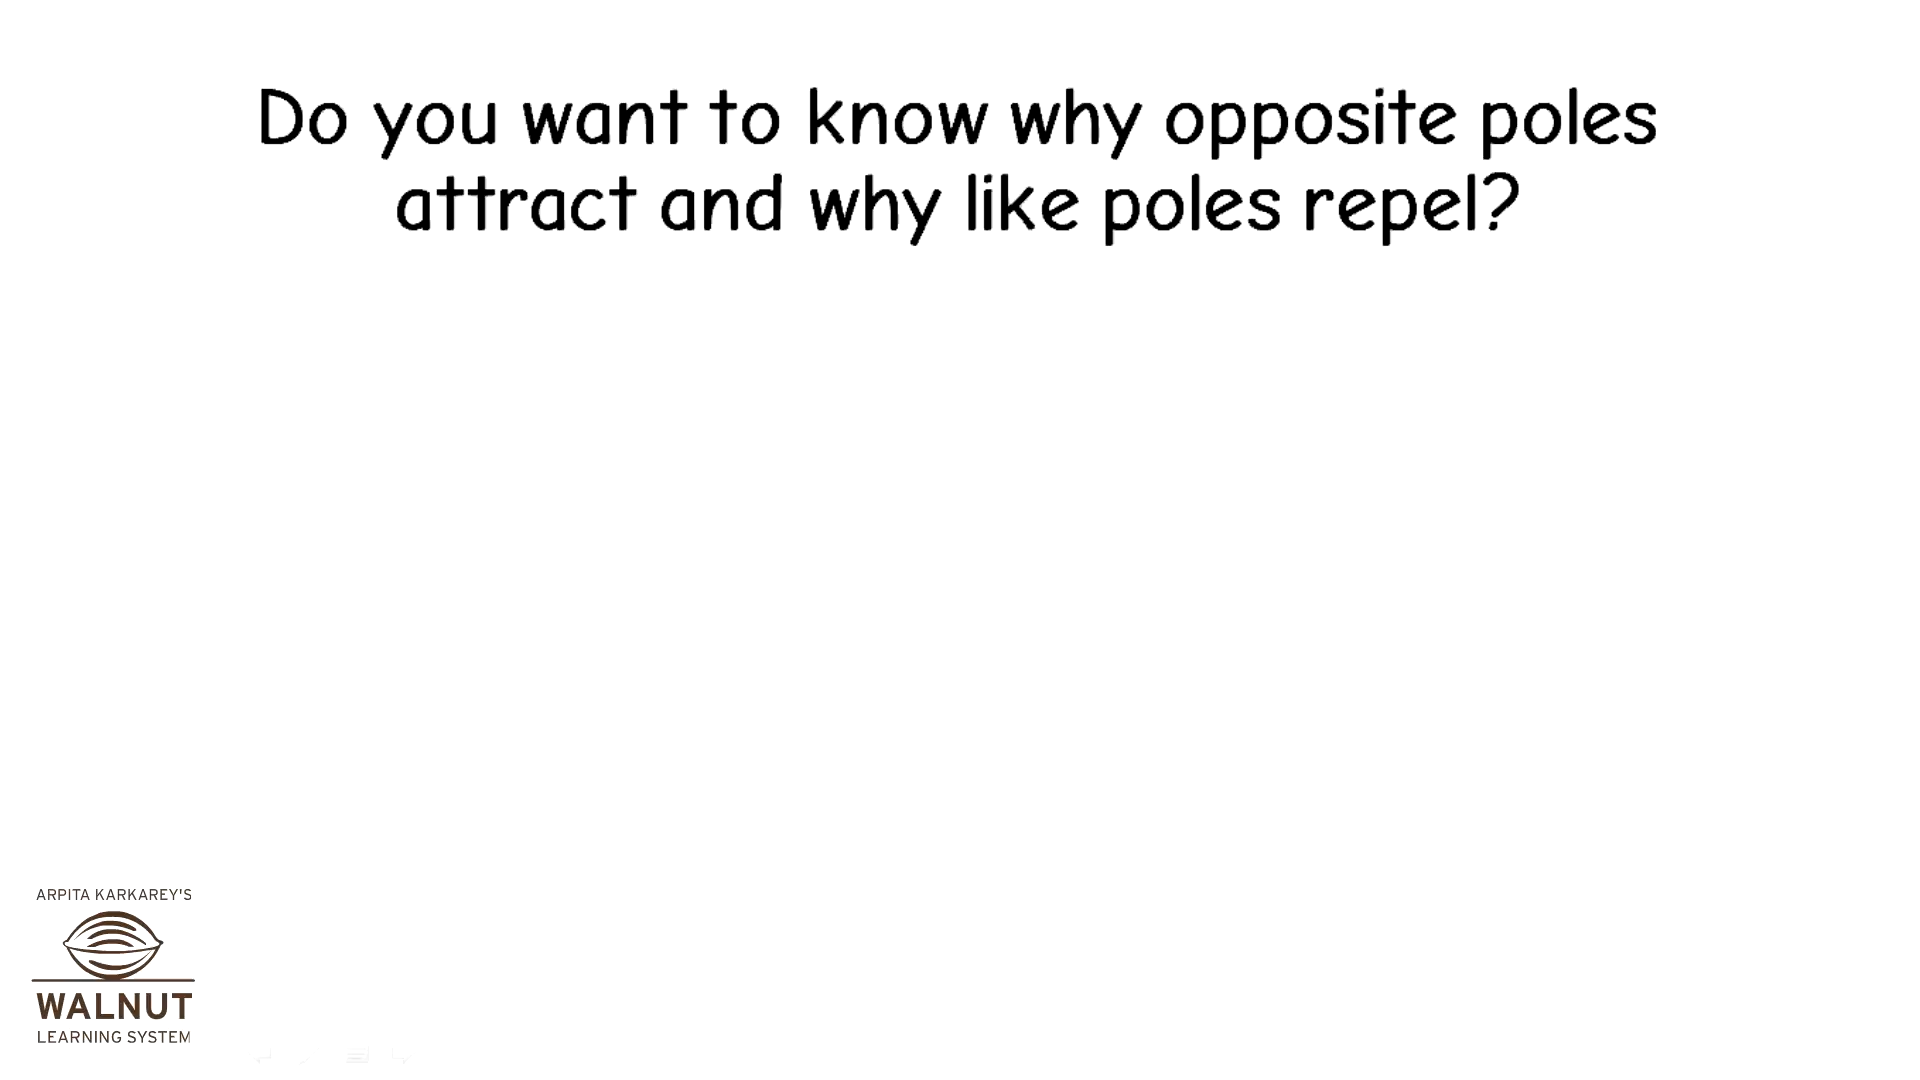 Do you want to know why opposite poles
attract and why like poles repel?
ARPITA KARKAREY'S
WALNUT
LEARNING SYSTEM